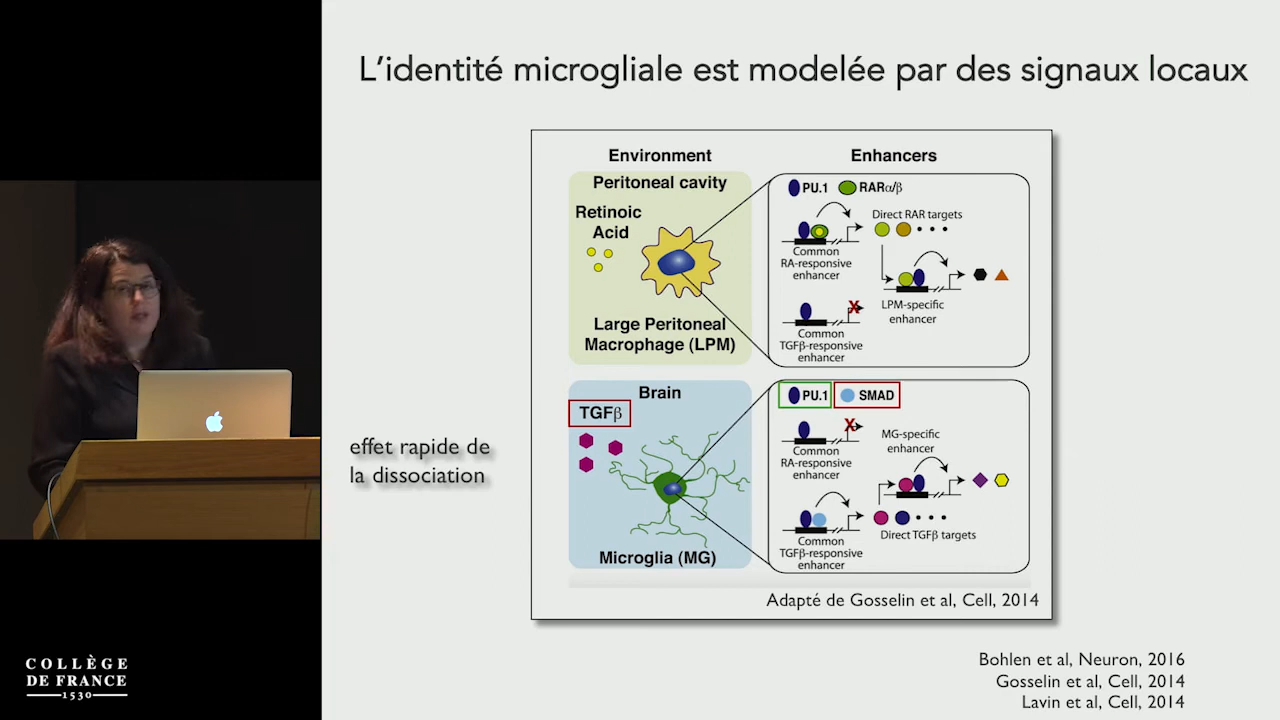 L'identité microgliale est modelée par des signaux locaux
Environment
Enhancers
Peritoneal cavity
Retinoic
Acid
Large Peritoneal
Macrophage (LPM)
PU.1
RARα/β
Direct RAR targets
Common
RA-responsive
enhancer
LPM-specific
enhancer
X
Common
TGFβ-responsive
enhancer
effet rapide de
la dissociation
Brain
TGFβ
Microglia (MG)
PU.1
SMAD
X
Common
RA-responsive
enhancer
MG-specific
enhancer
Common
TGFβ-responsive
enhancer
Direct TGFβ targets
Adapté de Gosselin et al, Cell, 2014
Bohlen et al, Neuron, 2016
Gosselin et al, Cell, 2014
Lavin et al, Cell, 2014
COLLÈGE
DE FRANCE
1530